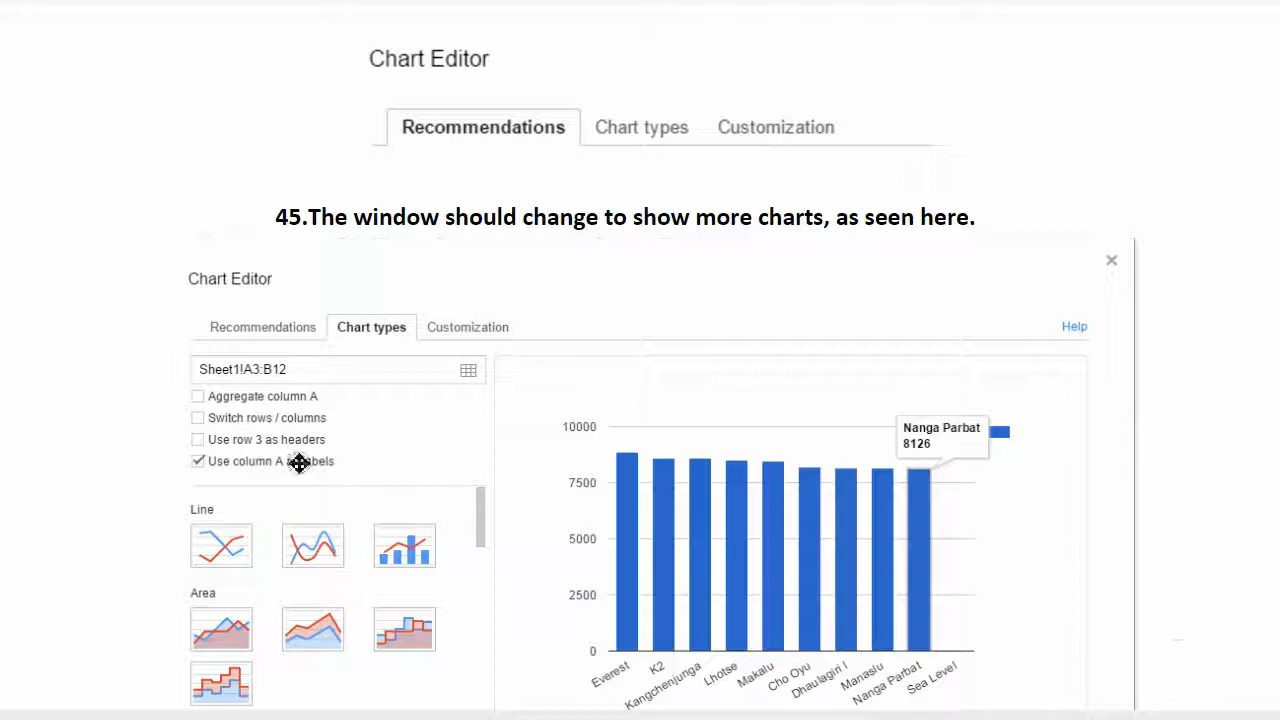 Chart Editor
Recommendations Chart types Customization
45.The window should change to show more charts, as seen here.
Chart Editor
Recommendations Chart types Customization Help
Sheet1!A3:B12
Aggregate column A
Switch rows / columns
Use row 3 as headers
Use column A
Line
Area
10000
7500
5000
2500
0
Nanga Parbat
8126
Everest
K2
Kangchenjunga
Lhotse
Makalu
Cho Oyu
Dhaulagiri I
Manaslu
Nanga Parbat
Sea Level